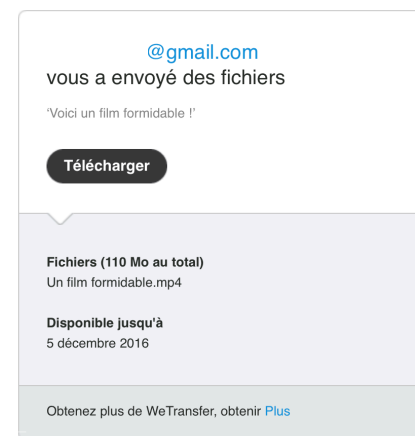 @gmail.com
vous a envoyé des fichiers
‘Voici un film formidable !’
Télécharger
Fichiers (110 Mo au total)
Un film formidable.mp4
Disponible jusqu'à
5 décembre 2016
Obtenez plus de WeTransfer, obtenir Plus